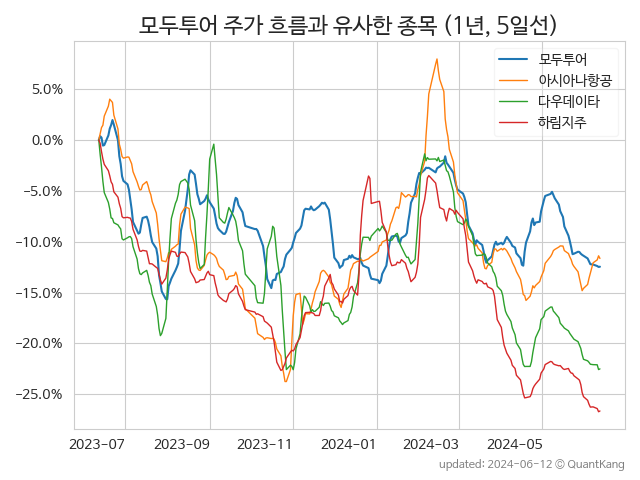 모두투어 주가 흐름과 유사한 종목 (1년, 5일선)
모두투어
아시아나항공
다우데이타
하림지주
5.0%
0.0%
−5.0%
−10.0%
−15.0%
−20.0%
−25.0%
2023-07 2023-09 2023-11 2024-01 2024-03 2024-05
updated: 2024-06-12 © QuantKang